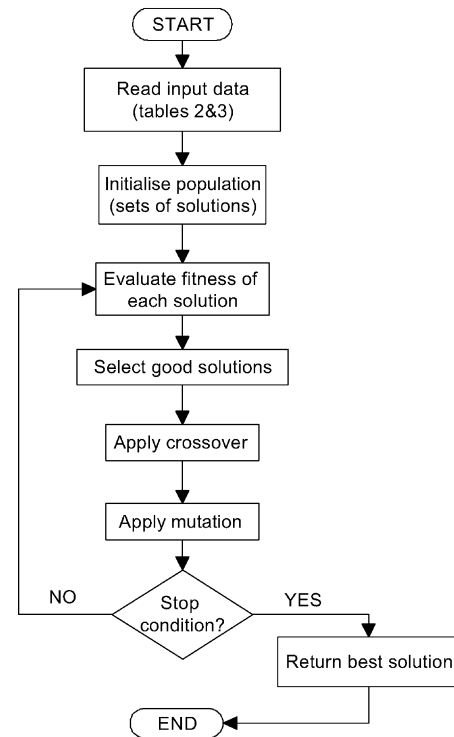 START
Read input data
(tables 2&3)
Initialise population
(sets of solutions)
Evaluate fitness of
each solution
Select good solutions
Apply crossover
Apply mutation
Stop
condition?
NO
YES
Return best solution
END